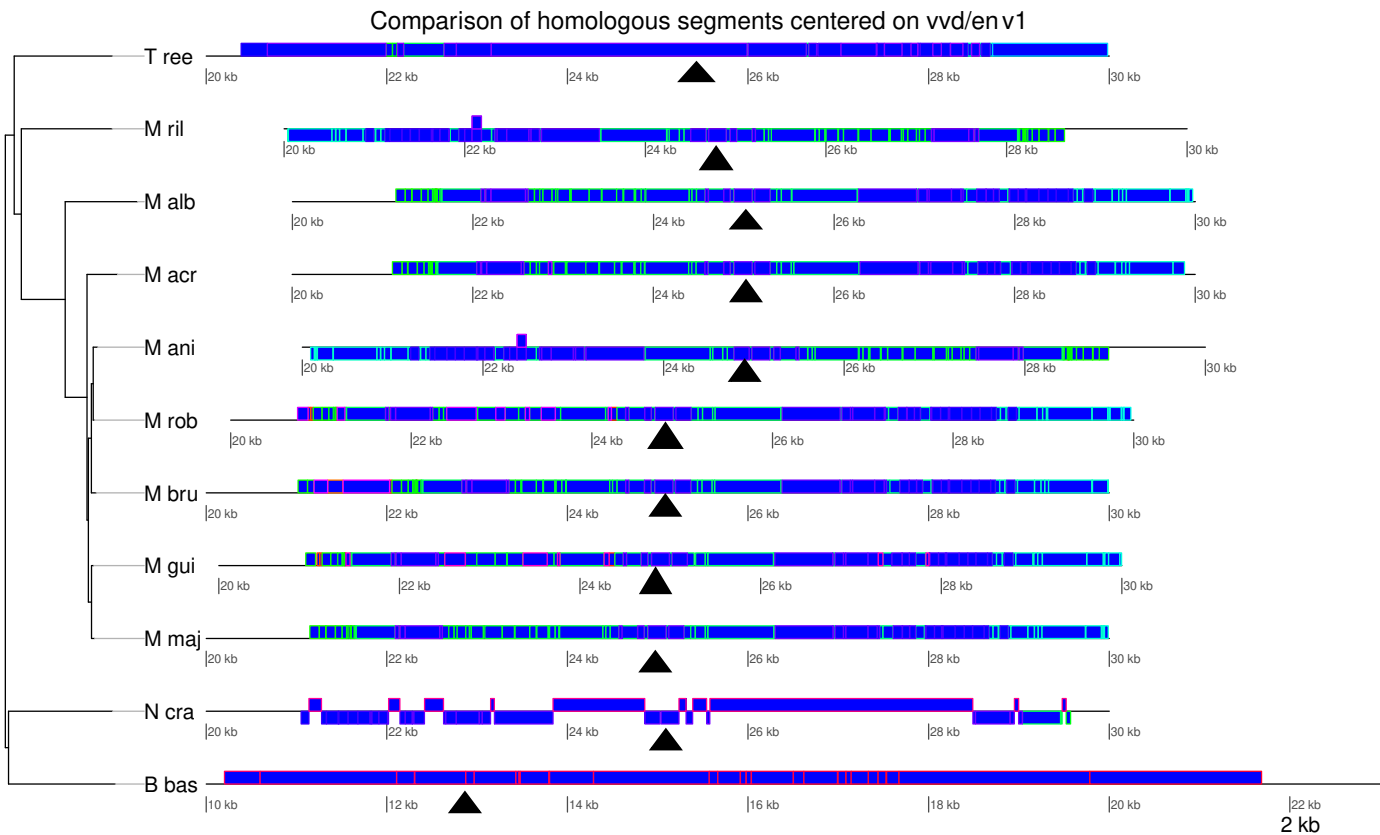 Comparison of homologous segments centered on vvd/env1
T ree
20 kb 22 kb 24 kb 26 kb 28 kb 30 kb
M ril
20 kb 22 kb 24 kb 26 kb 28 kb 30 kb
M alb
20 kb 22 kb 24 kb 26 kb 28 kb 30 kb
M acr
20 kb 22 kb 24 kb 26 kb 28 kb 30 kb
M ani
20 kb 22 kb 24 kb 26 kb 28 kb 30 kb
M rob
20 kb 22 kb 24 kb 26 kb 28 kb 30 kb
M bru
20 kb 22 kb 24 kb 26 kb 28 kb 30 kb
M gui
20 kb 22 kb 24 kb 26 kb 28 kb 30 kb
M maj
20 kb 22 kb 24 kb 26 kb 28 kb 30 kb
N cra
20 kb 22 kb 24 kb 26 kb 28 kb 30 kb
B bas
10 kb 12 kb 14 kb 16 kb 18 kb 20 kb 22 kb
2 kb